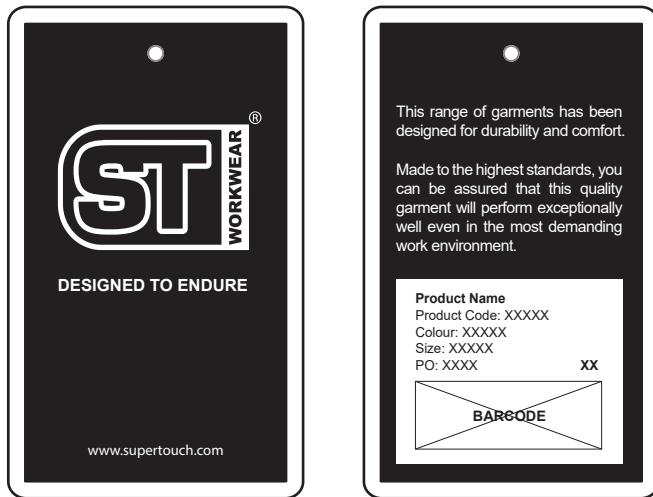 ST
WORKWEAR
®
DESIGNED TO ENDURE
www.supertouch.com
This range of garments has been
designed for durability and comfort.
Made to the highest standards, you
can be assured that this quality
garment will perform exceptionally
well even in the most demanding
work environment.
Product Name
Product Code: XXXXX
Colour: XXXXX
Size: XXXXX
PO: XXXX XX
BARCODE